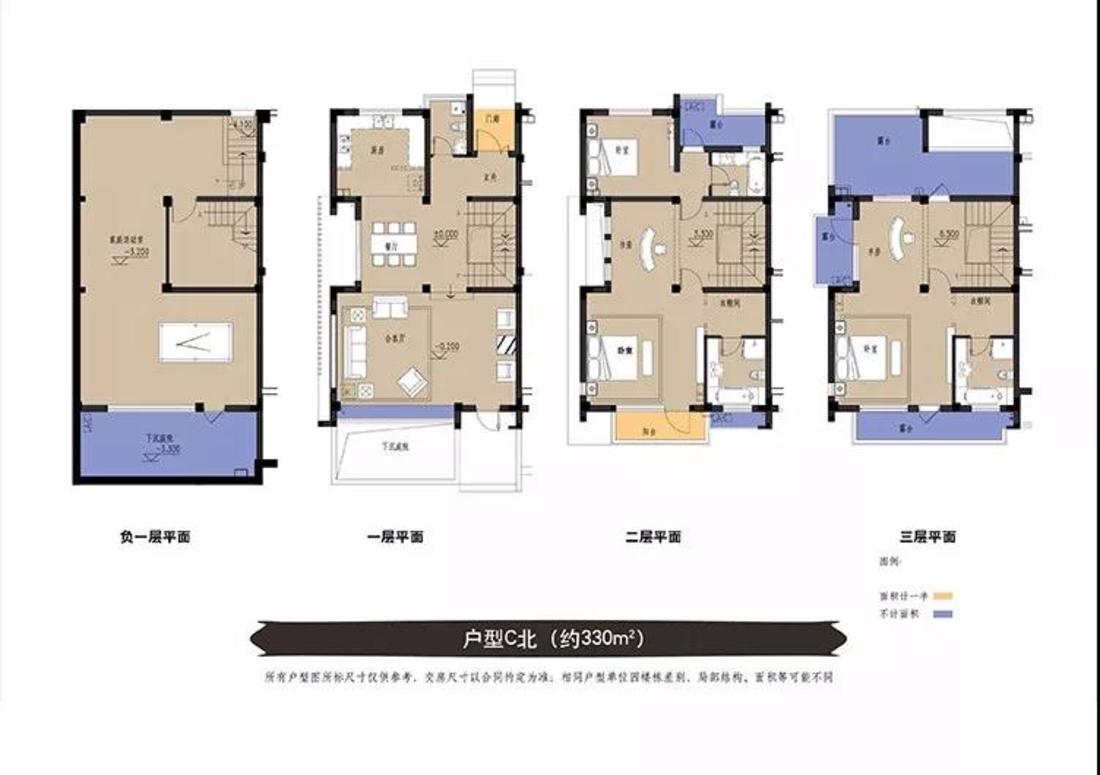 -4.100
家庭活动室
-3.200
下沉庭院
-3.300
A/C
门廊
厨房
玄关
餐厅
±0.000
会客厅
-0.200
下沉庭院
A/C
露台
卧室
书房
3.300
衣帽间
卧室
阳台
A/C
露台
露台
书房
6.300
衣帽间
卧室
露台
负一层平面
一层平面
二层平面
三层平面
图例:
面积计一半
不计面积
户型C北（约330m²）
所有户型图所标尺寸仅供参考，交房尺寸以合同约定为准；相同户型单位因楼栋差别，局部结构、面积等可能不同